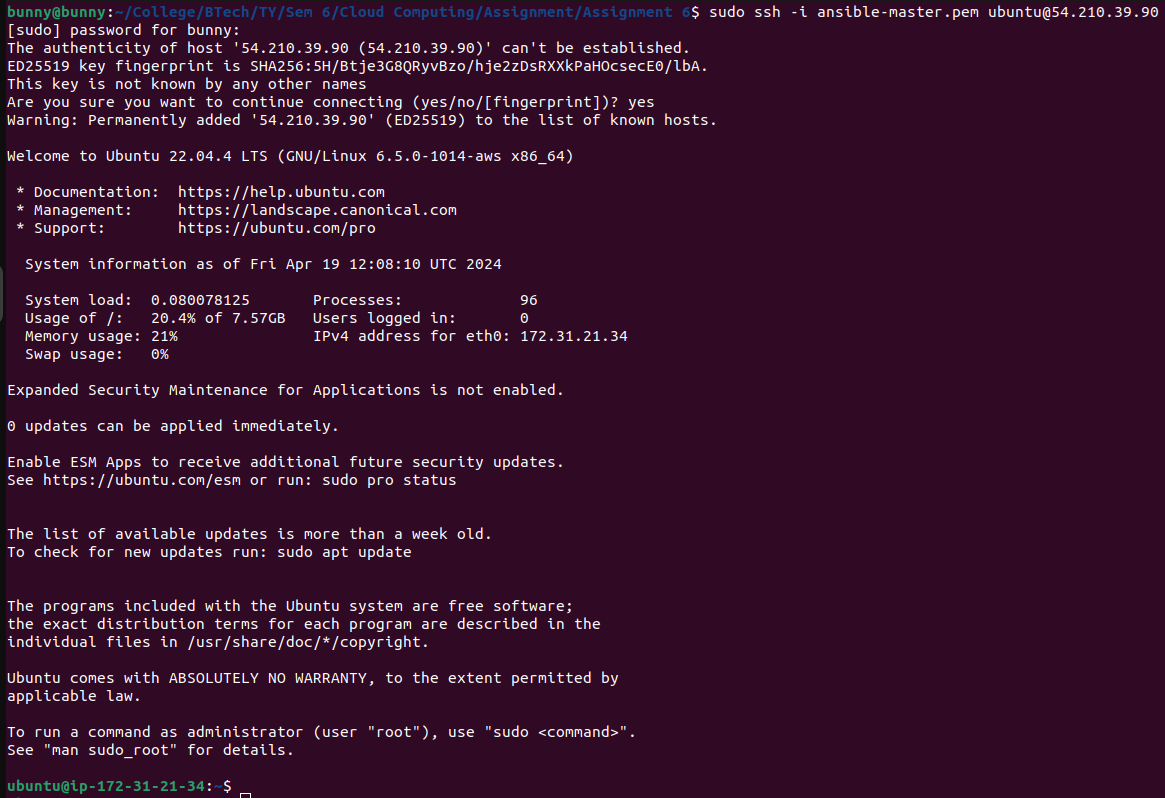 bunny@bunny:~/College/BTech/TY/Sem 6/Cloud Computing/Assignment/Assignment 6$ sudo ssh -i ansible-master.pem ubuntu@54.210.39.90
[sudo] password for bunny:
The authenticity of host '54.210.39.90 (54.210.39.90)' can't be established.
ED25519 key fingerprint is SHA256:5H/Btje3G8QRyvBzo/hje2zDsRXXkPaHOcsecE0/lbA.
This key is not known by any other names
Are you sure you want to continue connecting (yes/no/[fingerprint])? yes
Warning: Permanently added '54.210.39.90' (ED25519) to the list of known hosts.
Welcome to Ubuntu 22.04.4 LTS (GNU/Linux 6.5.0-1014-aws x86_64)
* Documentation:  https://help.ubuntu.com
* Management:     https://landscape.canonical.com
* Support:        https://ubuntu.com/pro
System information as of Fri Apr 19 12:08:10 UTC 2024
System load:  0.080078125       Processes:             96
Usage of /:   20.4% of 7.57GB   Users logged in:       0
Memory usage: 21%               IPv4 address for eth0: 172.31.21.34
Swap usage:   0%
Expanded Security Maintenance for Applications is not enabled.
0 updates can be applied immediately.
Enable ESM Apps to receive additional future security updates.
See https://ubuntu.com/esm or run: sudo pro status
The list of available updates is more than a week old.
To check for new updates run: sudo apt update
The programs included with the Ubuntu system are free software;
the exact distribution terms for each program are described in the
individual files in /usr/share/doc/*/copyright.
Ubuntu comes with ABSOLUTELY NO WARRANTY, to the extent permitted by
applicable law.
To run a command as administrator (user "root"), use "sudo <command>".
See "man sudo_root" for details.
ubuntu@ip-172-31-21-34:~$